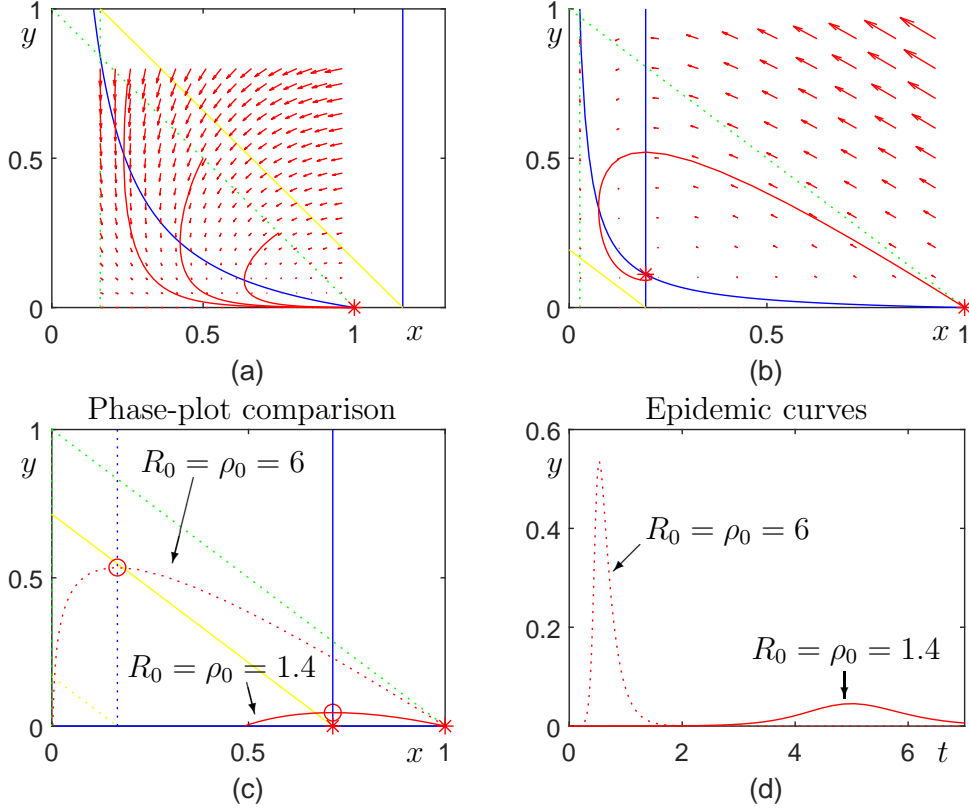 y
1
0.5
0
0
0.5
x
1
(a)
y
1
0.5
0
0
0.5
x
1
(b)
Phase-plot comparison
y
1
0.5
0
R₀ = ρ₀ = 6
R₀ = ρ₀ = 1.4
0
0.5
x
1
(c)
Epidemic curves
y
0.6
0.4
0.2
0
R₀ = ρ₀ = 6
R₀ = ρ₀ = 1.4
0
2
4
6
t
(d)